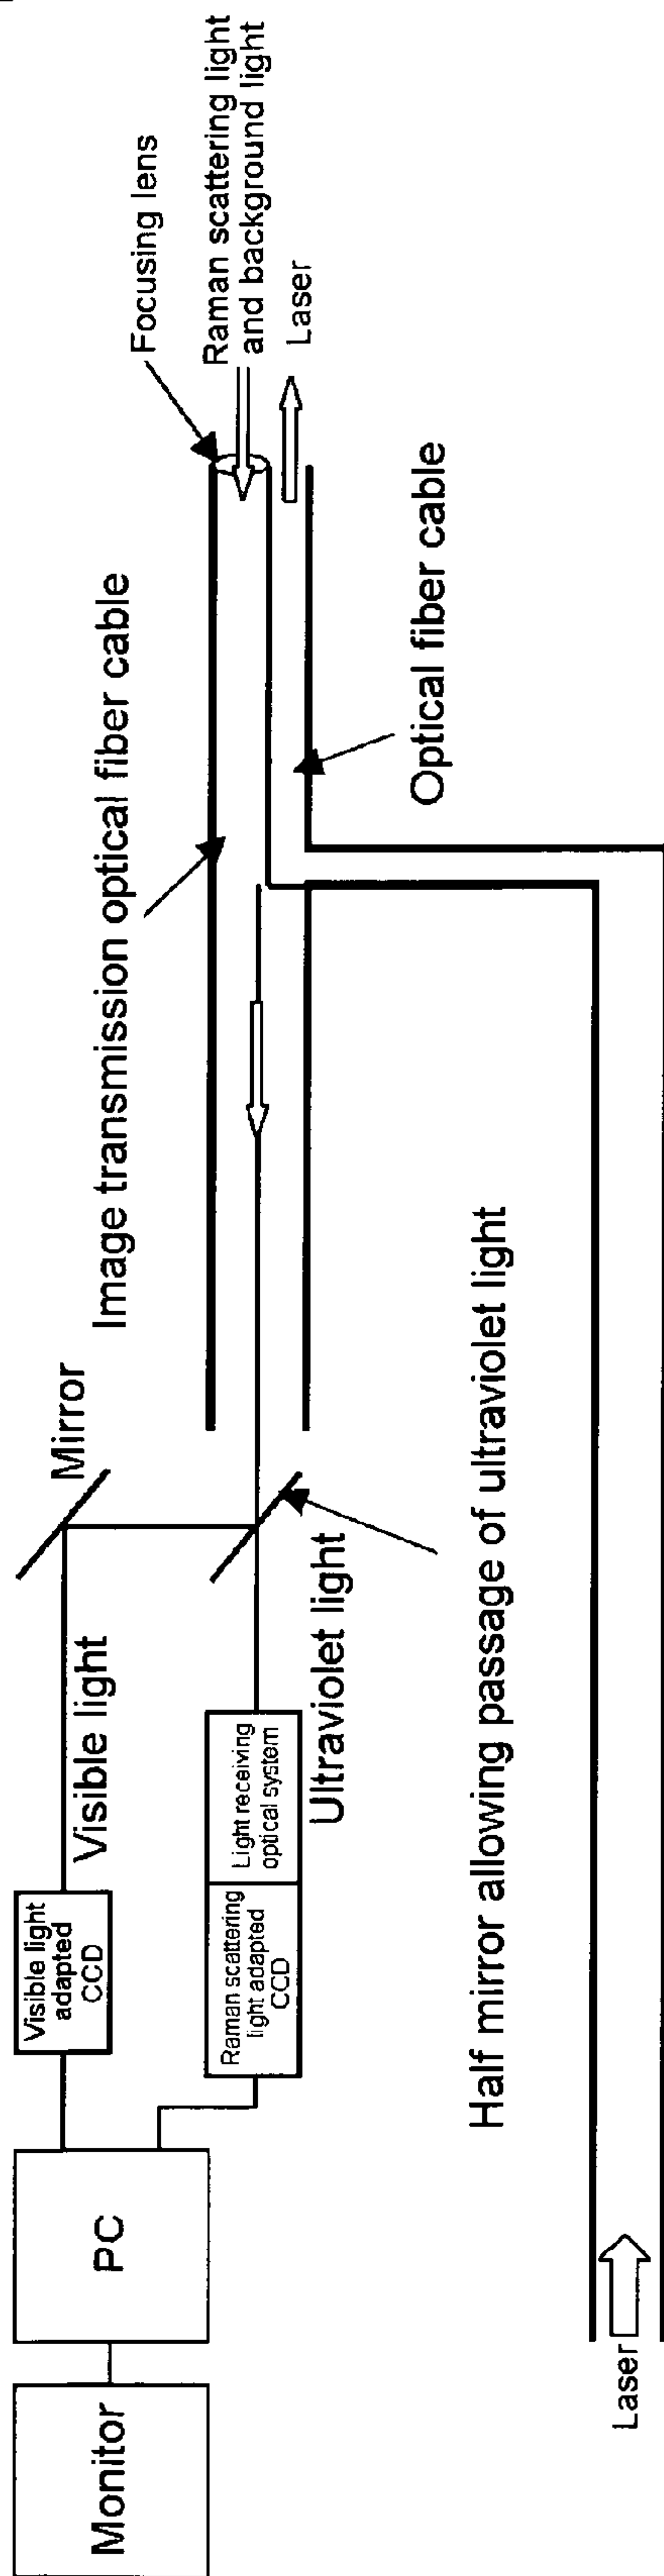 Monitor
PC
Visible light
adapted
CCD
Visible light
Mirror
Raman scattering
light adapted
CCD
Light receiving
optical system
Ultraviolet light
Half mirror allowing passage of ultraviolet light
Image transmission optical fiber cable
Focusing lens
Raman scattering light
and background light
Laser
Optical fiber cable
Laser